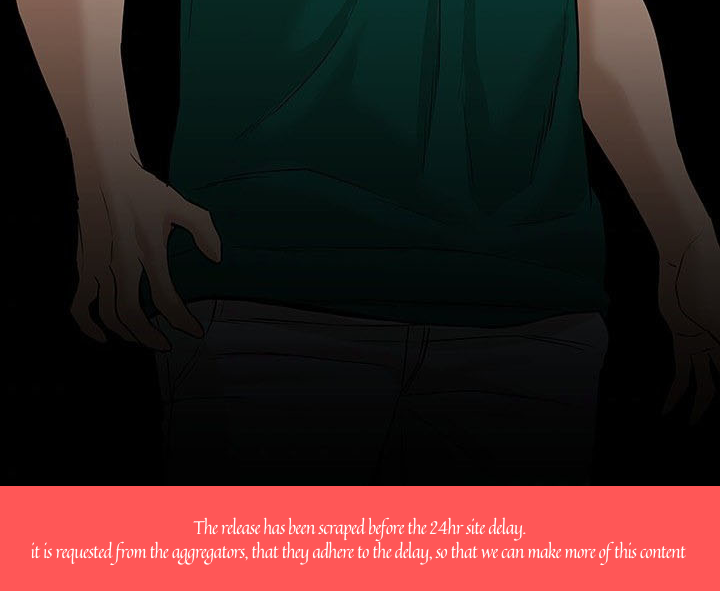 The release has been scraped before the 24hr site delay.
it is requested from the aggregators, that they adhere to the delay, so that we can make more of this content